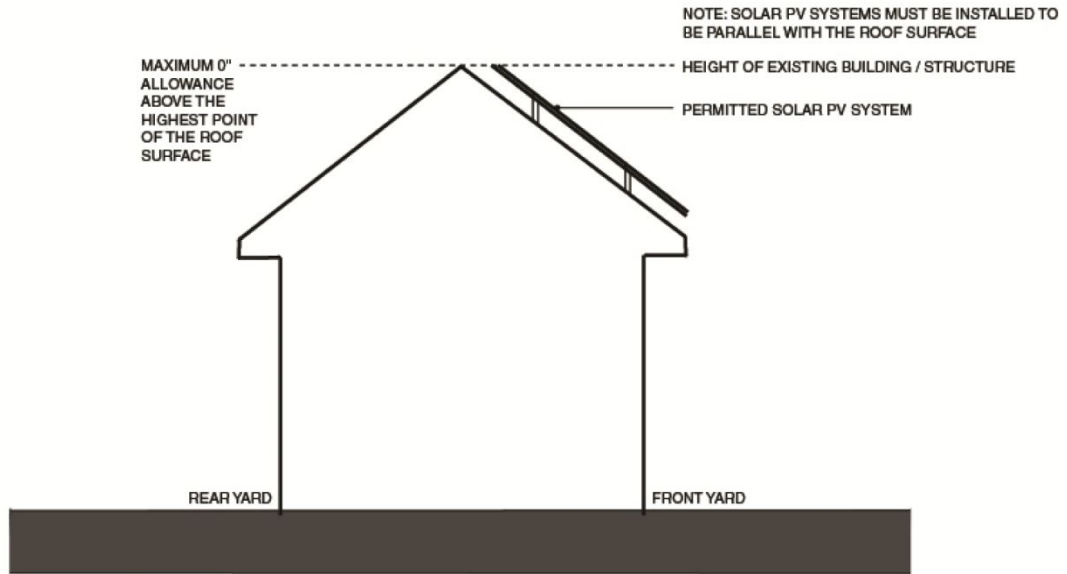 NOTE: SOLAR PV SYSTEMS MUST BE INSTALLED TO
BE PARALLEL WITH THE ROOF SURFACE
MAXIMUM 0"
ALLOWANCE
ABOVE THE
HIGHEST POINT
OF THE ROOF
SURFACE
HEIGHT OF EXISTING BUILDING / STRUCTURE
PERMITTED SOLAR PV SYSTEM
REAR YARD
FRONT YARD